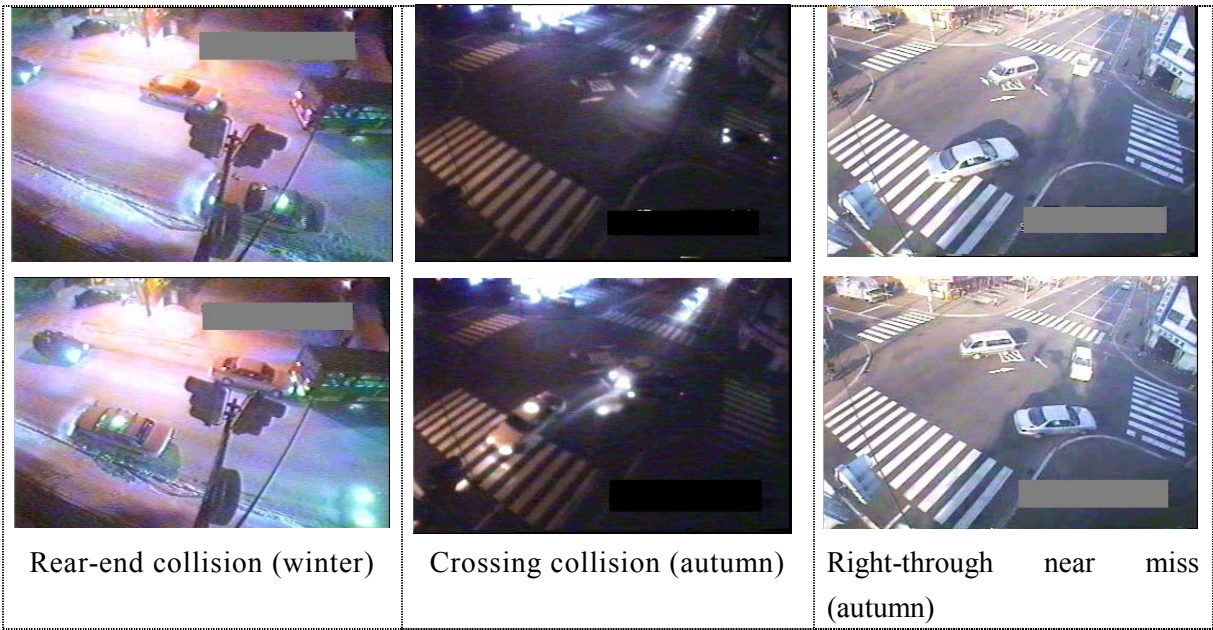 Rear-end collision (winter)
Crossing collision (autumn)
Right-through near miss
(autumn)